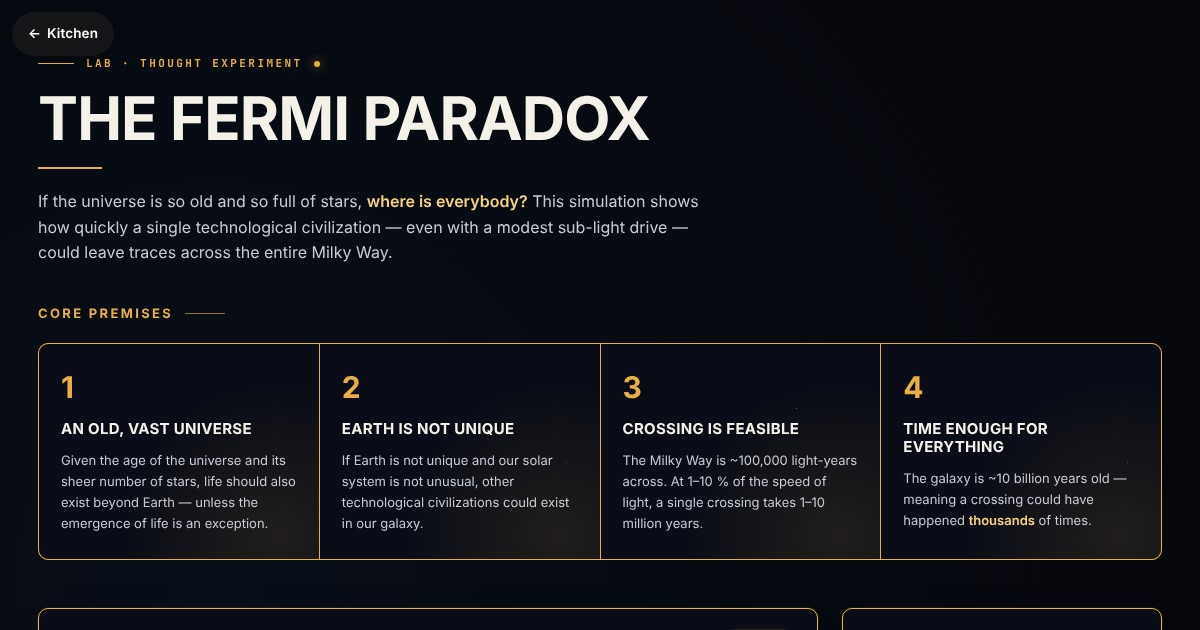 ← Kitchen
LAB · THOUGHT EXPERIMENT
THE FERMI PARADOX
If the universe is so old and so full of stars, where is everybody? This simulation shows
how quickly a single technological civilization — even with a modest sub-light drive —
could leave traces across the entire Milky Way.
CORE PREMISES
1
AN OLD, VAST UNIVERSE
Given the age of the universe and its
sheer number of stars, life should also
exist beyond Earth — unless the
emergence of life is an exception.
2
EARTH IS NOT UNIQUE
If Earth is not unique and our solar
system is not unusual, other
technological civilizations could exist
in our galaxy.
3
CROSSING IS FEASIBLE
The Milky Way is ~100,000 light-years
across. At 1–10 % of the speed of
light, a single crossing takes 1–10
million years.
4
TIME ENOUGH FOR
EVERYTHING
The galaxy is ~10 billion years old —
meaning a crossing could have
happened thousands of times.